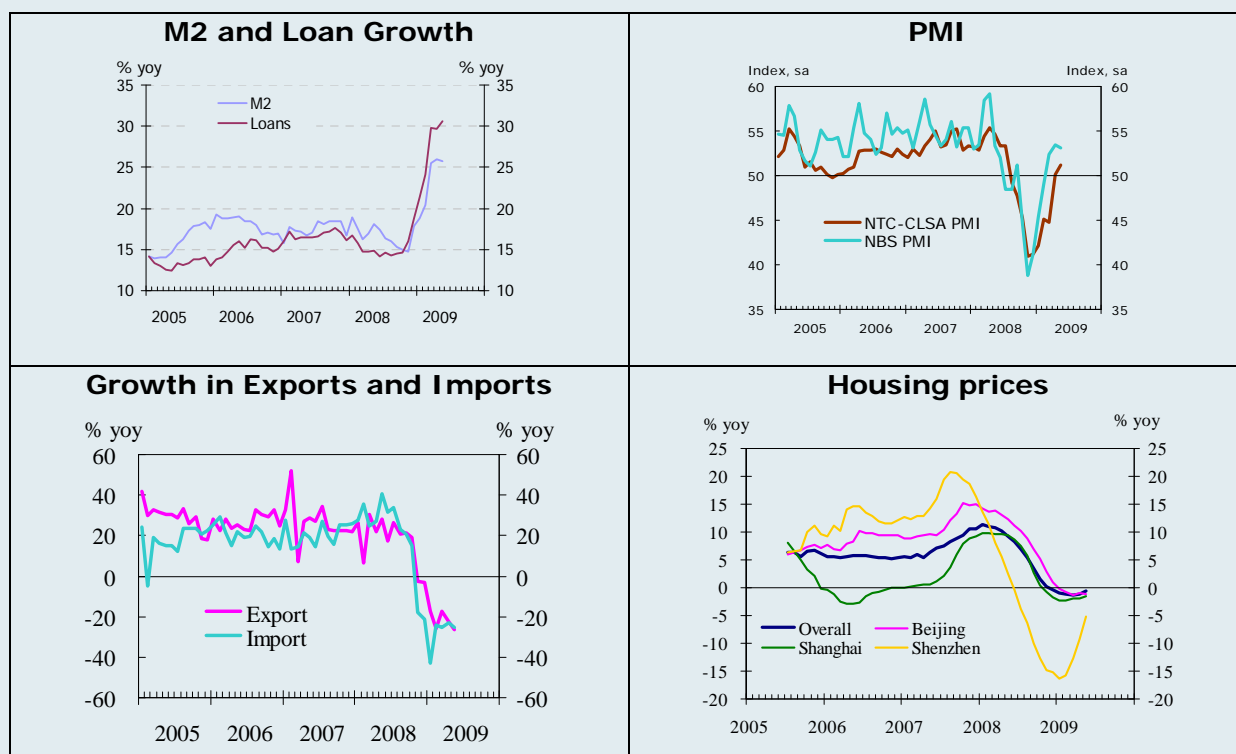 M2 and Loan Growth
% yoy % yoy
35 35
30 30
25 25
20 20
15 15
10 10
M2
Loans
2005 2006 2007 2008 2009
PMI
Index, sa Index, sa
60 60
55 55
50 50
45 45
40 40
35 35
NTC-CLSA PMI
NBS PMI
2005 2006 2007 2008 2009
Growth in Exports and Imports
% yoy % yoy
60 60
40 40
20 20
0 0
-20 -20
-40 -40
-60 -60
Export
Import
2005 2006 2007 2008 2009
Housing prices
% yoy % yoy
25 25
20 20
15 15
10 10
5 5
0 0
-5 -5
-10 -10
-15 -15
-20 -20
Overall Beijing
Shanghai Shenzhen
2005 2006 2007 2008 2009